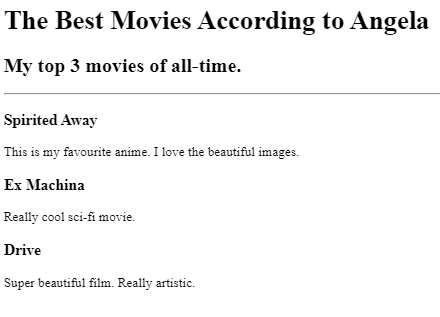 The Best Movies According to Angela
My top 3 movies of all-time.
Spirited Away
This is my favourite anime. I love the beautiful images.
Ex Machina
Really cool sci-fi movie.
Drive
Super beautiful film. Really artistic.